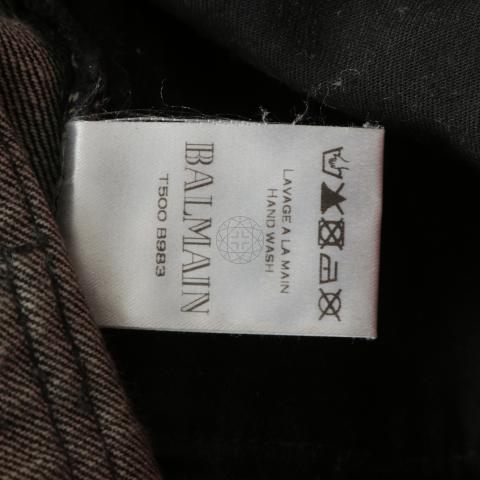 LAVAGE A LA MAIN
HAND WASH
BALMAIN
T500 B983